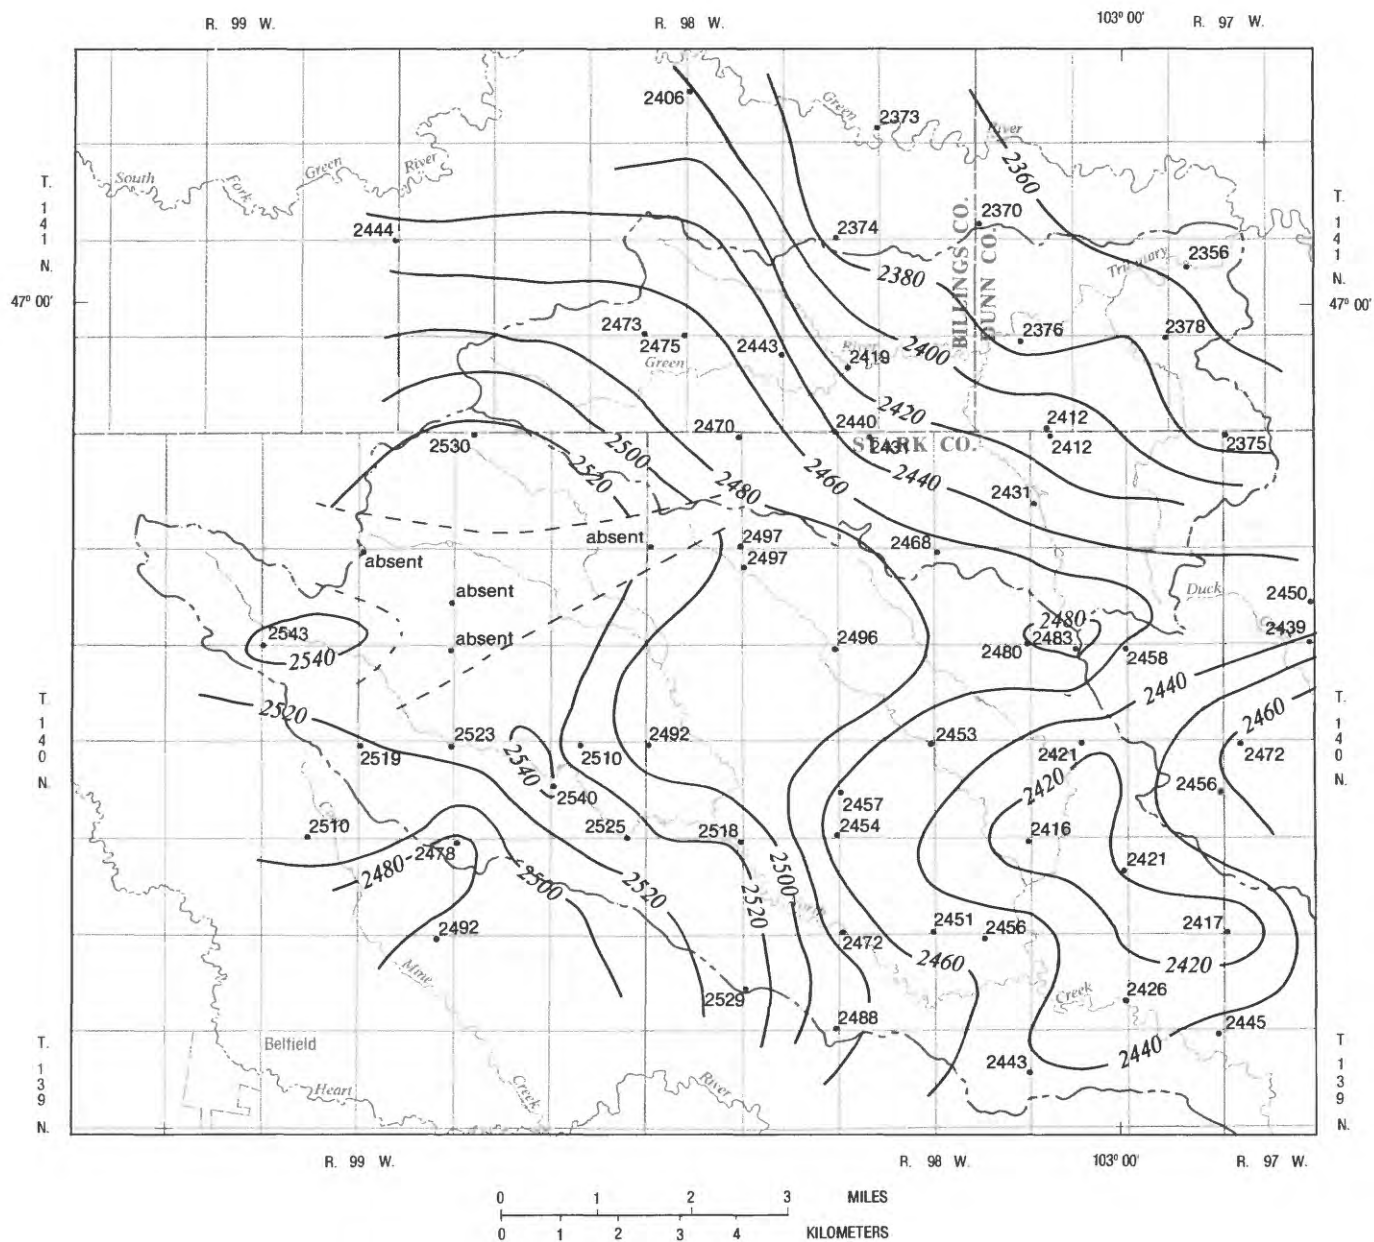 R. 99 W.
R. 98 W.
103° 00'
R. 97 W.
2406
Green
2373
River
South
Fork
Green
River
2360
T. 141 N.
T. 141 N.
2444
2374
2370
2380
BILLINGS CO.
DUNN CO.
Tributary
2356
47° 00'
47° 00'
2473
2475
Green
2443
River
2419
2400
2376
2378
2420
2530
2500
2520
2470
2440
2431
STARK CO.
2412
2412
2375
2480
2460
2440
2431
absent
absent
2497
2497
2468
absent
Duck
2450
2543
2540
absent
2496
2480
2483
2480
2458
2439
2440
2520
2460
T. 140 N.
T. 140 N.
2519
2523
2540
2510
2492
2453
2421
2472
2540
2420
2457
2456
2510
2478
2525
2518
2454
2416
2480
2500
2520
2520
2500
2421
2492
2472
2451
2456
2417
2460
2420
Mine
2529
2488
Creek
2426
2445
2440
T. 139 N.
T 139 N.
Belfield
Heart
Creek
River
2443
R. 99 W.
R. 98 W.
103° 00'
R. 97 W.
0 1 2 3 MILES
0 1 2 3 4 KILOMETERS